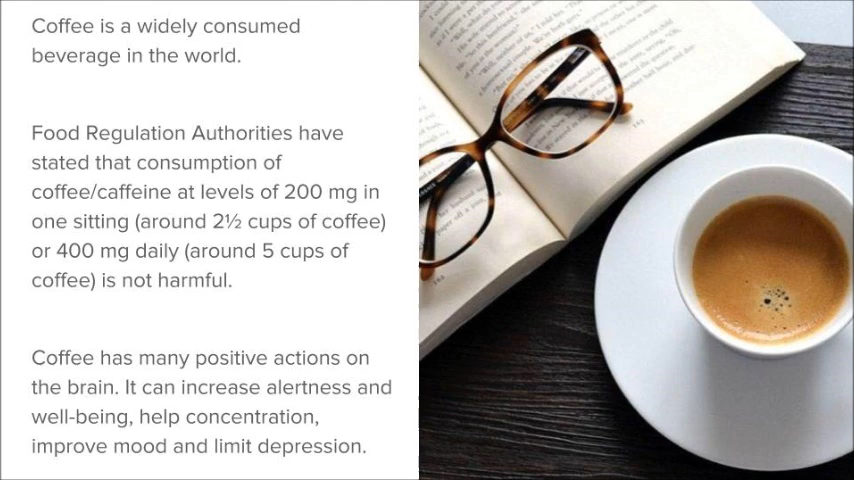 Coffee is a widely consumed
beverage in the world.
Food Regulation Authorities have
stated that consumption of
coffee/caffeine at levels of 200 mg in
one sitting (around 2½ cups of coffee)
or 400 mg daily (around 5 cups of
coffee) is not harmful.
Coffee has many positive actions on
the brain. It can increase alertness and
well-being, help concentration,
improve mood and limit depression.